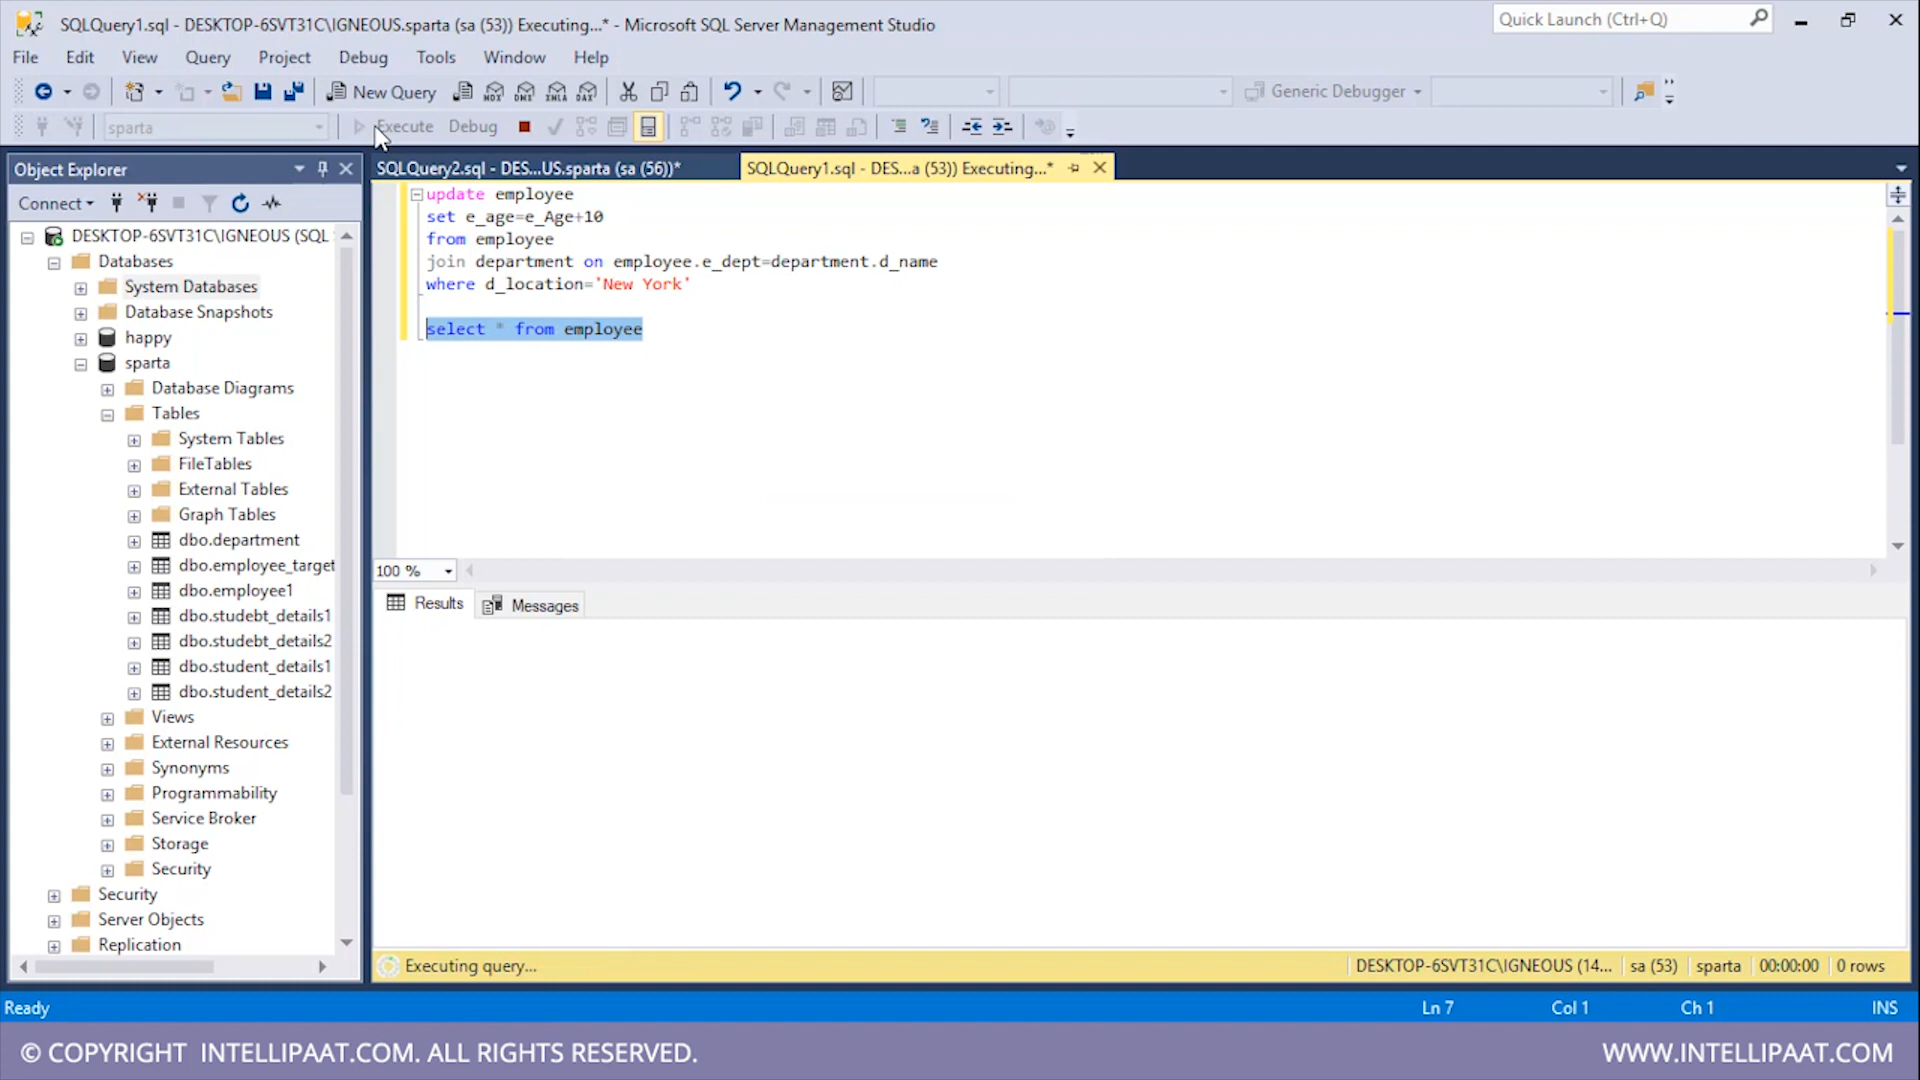 SQLQuery1.sql - DESKTOP-6SVT31C\IGNEOUS.sparta (sa (53)) Executing...* - Microsoft SQL Server Management Studio
Quick Launch (Ctrl+Q)
File Edit View Query Project Debug Tools Window Help
New Query MDX DMX XMLA DAX Generic Debugger
sparta Execute Debug
Object Explorer
SQLQuery2.sql - DES...US.sparta (sa (56))*
SQLQuery1.sql - DES...a (53)) Executing...*
Connect
DESKTOP-6SVT31C\IGNEOUS (SQL
Databases
System Databases
Database Snapshots
happy
sparta
Database Diagrams
Tables
System Tables
FileTables
External Tables
Graph Tables
dbo.department
dbo.employee_target
dbo.employee1
dbo.studebt_details1
dbo.studebt_details2
dbo.student_details1
dbo.student_details2
Views
External Resources
Synonyms
Programmability
Service Broker
Storage
Security
Security
Server Objects
Replication
update employee
set e_age=e_Age+10
from employee
join department on employee.e_dept=department.d_name
where d_location='New York'
select * from employee
100 %
Results Messages
Executing query...
DESKTOP-6SVT31C\IGNEOUS (14... sa (53) sparta 00:00:00 0 rows
Ready Ln 7 Col 1 Ch 1 INS
© COPYRIGHT INTELLIPAAT.COM. ALL RIGHTS RESERVED.
WWW.INTELLIPAAT.COM